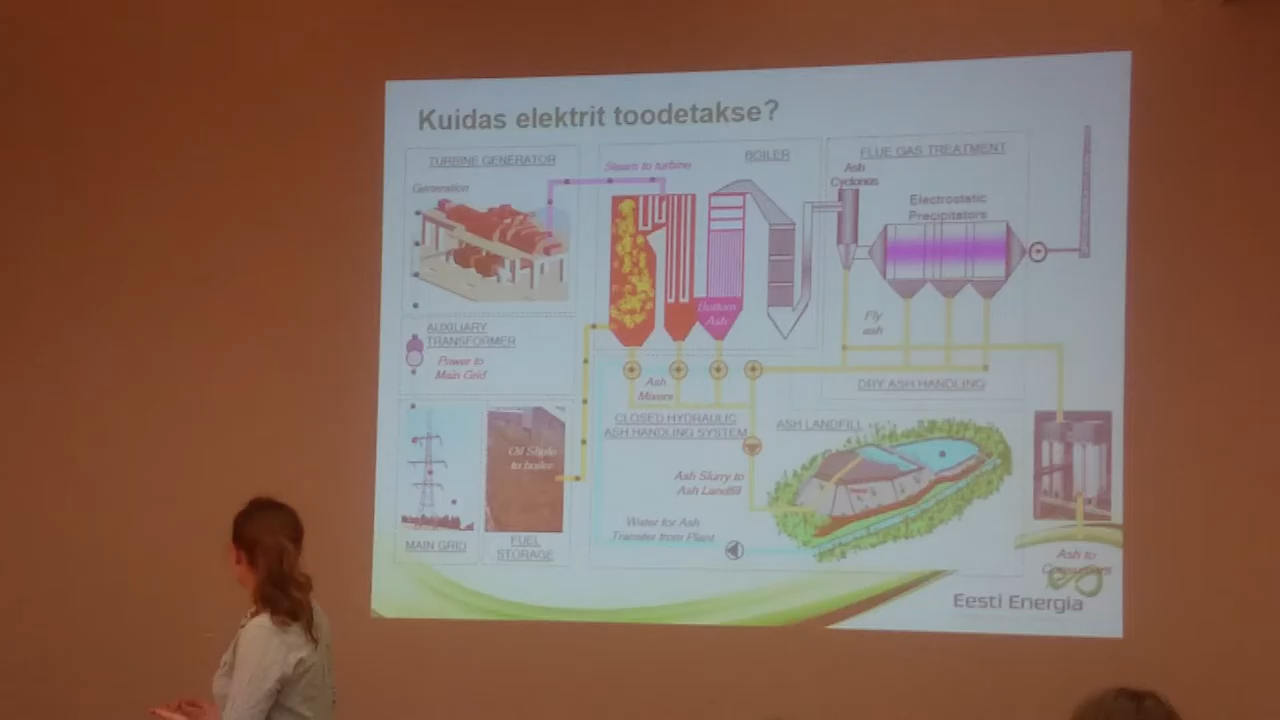 Kuidas elektrit toodetakse?
TURBINE GENERATOR
Generation
Steam to turbine
BOILER
FLUE GAS TREATMENT
Ash
Cyclones
Electrostatic
Precipitators
Bottom
Ash
Fly
ash
AUXILIARY
TRANSFORMER
Power to
Main Grid
Ash
Mixers
DRY ASH HANDLING
CLOSED HYDRAULIC
ASH HANDLING SYSTEM
ASH LANDFILL
Oil Shale
to boiler
Ash Slurry to
Ash Landfill
Water for Ash
Transfer from Plant
MAIN GRID
FUEL
STORAGE
Ash to
Consumers
Eesti Energia